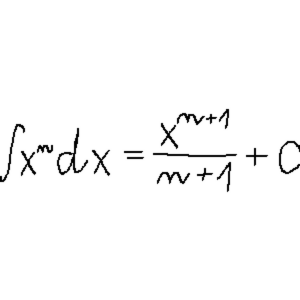 ∫xⁿdx = xⁿ⁺¹/(n+1) + C